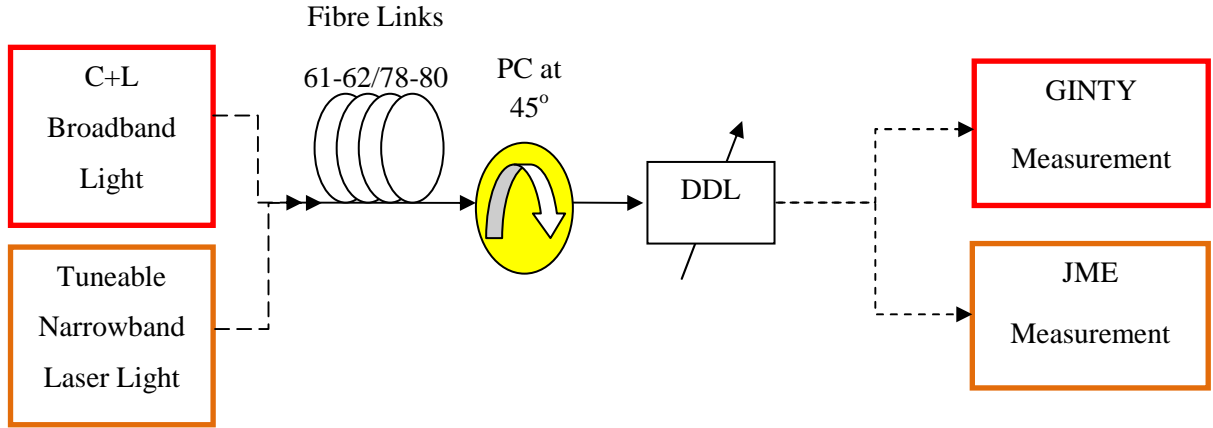 Fibre Links
61-62/78-80
C+L
Broadband
Light
Tuneable
Narrowband
Laser Light
PC at
45°
DDL
GINTY
Measurement
JME
Measurement